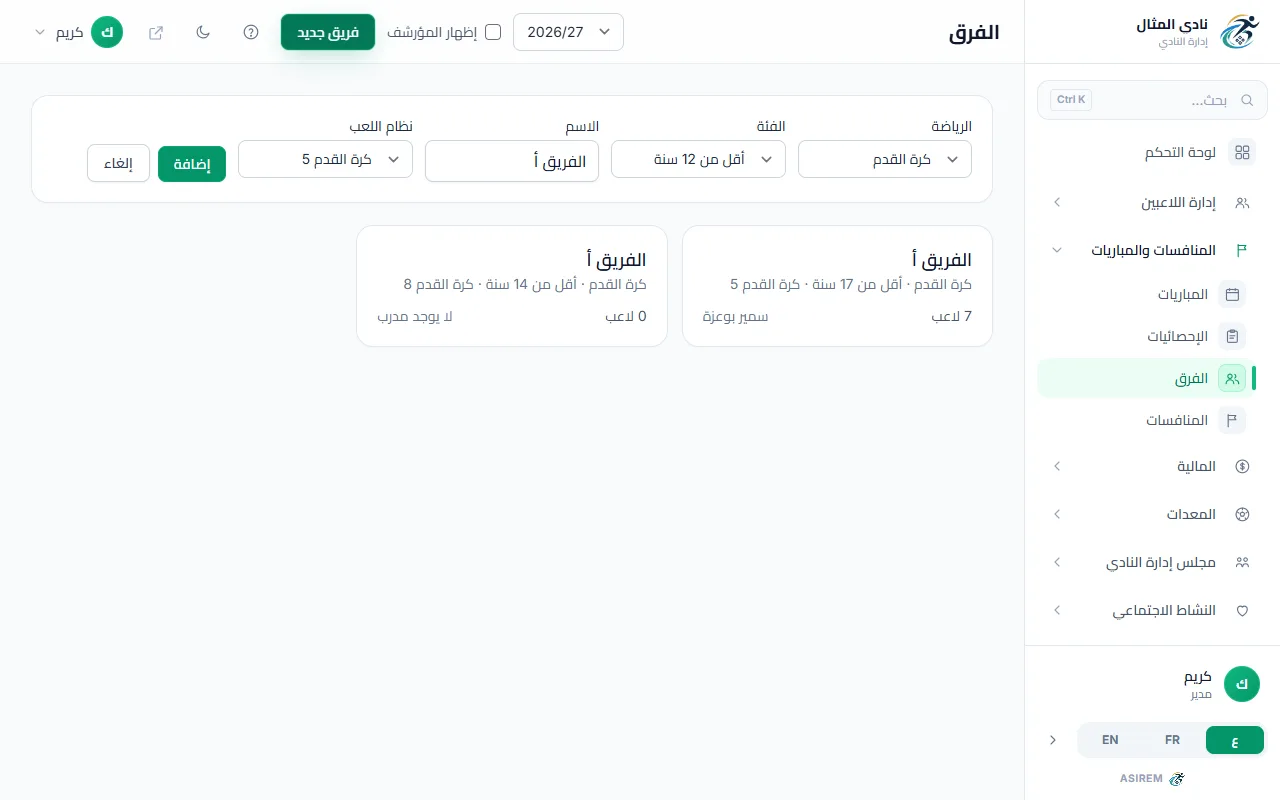 نادي المثال
إدارة النادي
بحث...
Ctrl K
لوحة التحكم
إدارة اللاعبين
المنافسات والمباريات
المباريات
الإحصائيات
الفرق
المنافسات
المالية
المعدات
مجلس إدارة النادي
النشاط الاجتماعي
ك
كريم
مدير
ع
FR
EN
ASIREM
الفرق
2026/27
إظهار المؤرشف
فريق جديد
ك
كريم
الرياضة
الفئة
الاسم
نظام اللعب
كرة القدم
أقل من 12 سنة
الفريق أ
كرة القدم 5
إضافة
إلغاء
الفريق أ
كرة القدم · أقل من 17 سنة · كرة القدم 5
7 لاعب
سمير بوعزة
الفريق أ
كرة القدم · أقل من 14 سنة · كرة القدم 8
0 لاعب
لا يوجد مدرب